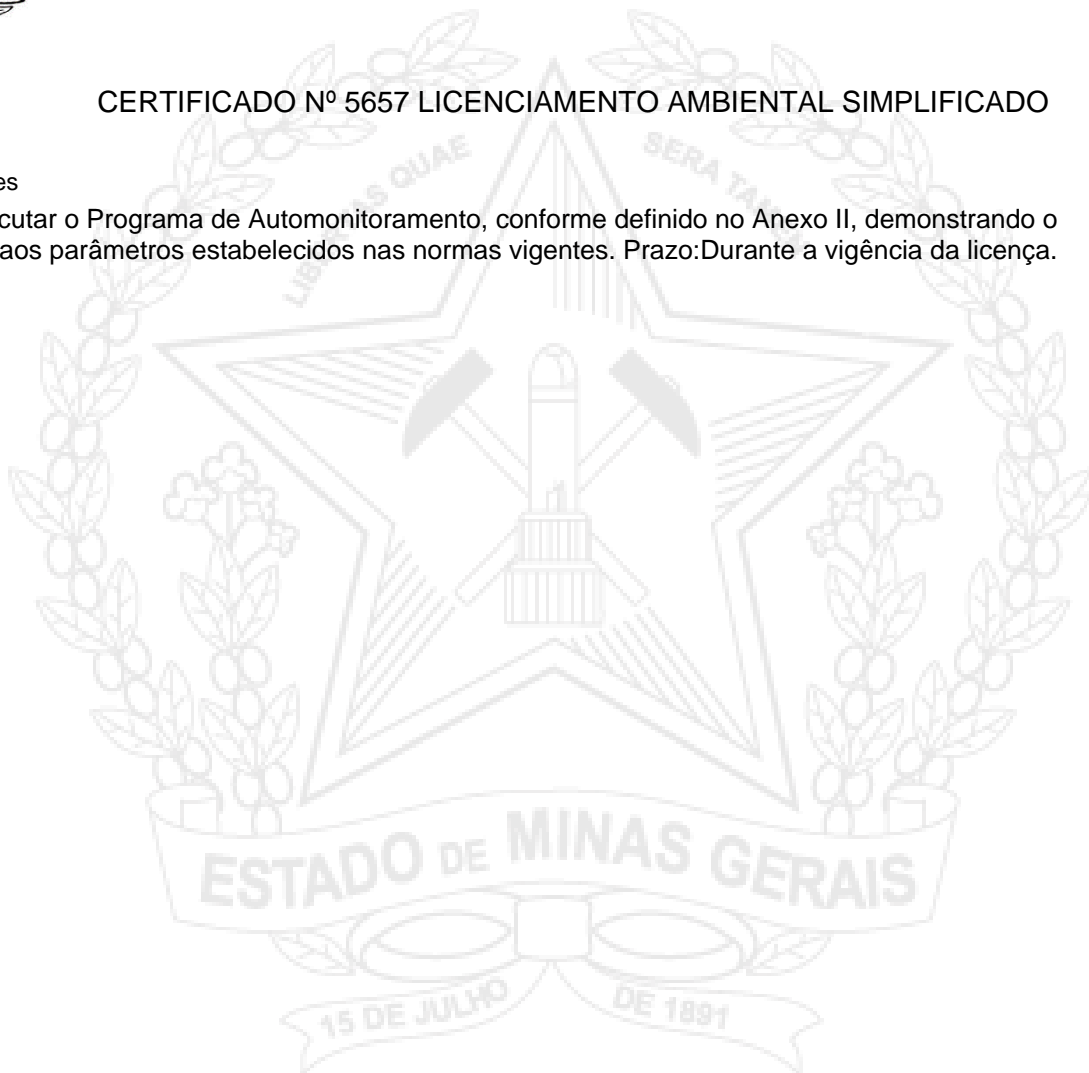 CERTIFICADO Nº 5657 LICENCIAMENTO AMBIENTAL SIMPLIFICADO
es
cutar o Programa de Automonitoramento, conforme definido no Anexo II, demonstrando o
aos parâmetros estabelecidos nas normas vigentes. Prazo:Durante a vigência da licença.
LIBERTAS QUAE SERA TAMEN
ESTADO DE MINAS GERAIS
15 DE JULHO DE 1891